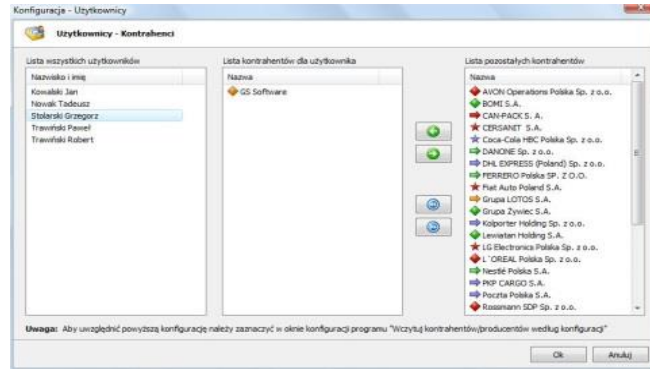 Konfiguracja - Użytkownicy
Użytkownicy - Kontrahenci
Lista wszystkich użytkowników
Nazwisko i imię
Kowalski Jan
Nowak Tadeusz
Stolarski Grzegorz
Trawiński Paweł
Trawiński Robert
Lista kontrahentów dla użytkownika
Nazwa
GS Software
Lista pozostałych kontrahentów
Nazwa
AVON Operations Polska Sp. z o.o.
BOMI S.A.
CAN-PACK S. A.
CERSANIT S.A.
Coca-Cola HBC Polska Sp. z o.o.
DANONE Sp. z o.o.
DHL EXPRESS (Poland) Sp. z o.o.
FERRERO Polska SP. Z O.O.
Fiat Auto Poland S.A.
Grupa LOTOS S.A.
Grupa Żywiec S.A.
Kolporter Holding Sp. z o.o.
Lewiatan Holding S.A.
LG Electronics Polska Sp. z o.o.
L`OREAL Polska Sp. z o.o.
Nestlé Polska S.A.
PKP CARGO S.A.
Poczta Polska S.A.
Rossmann SDP Sp. z o.o.
Uwaga: Aby uwzględnić powyższą konfigurację należy zaznaczyć w oknie konfiguracji programu "Wczytuj kontrahentów/producentów według konfiguracji"
Ok
Anuluj